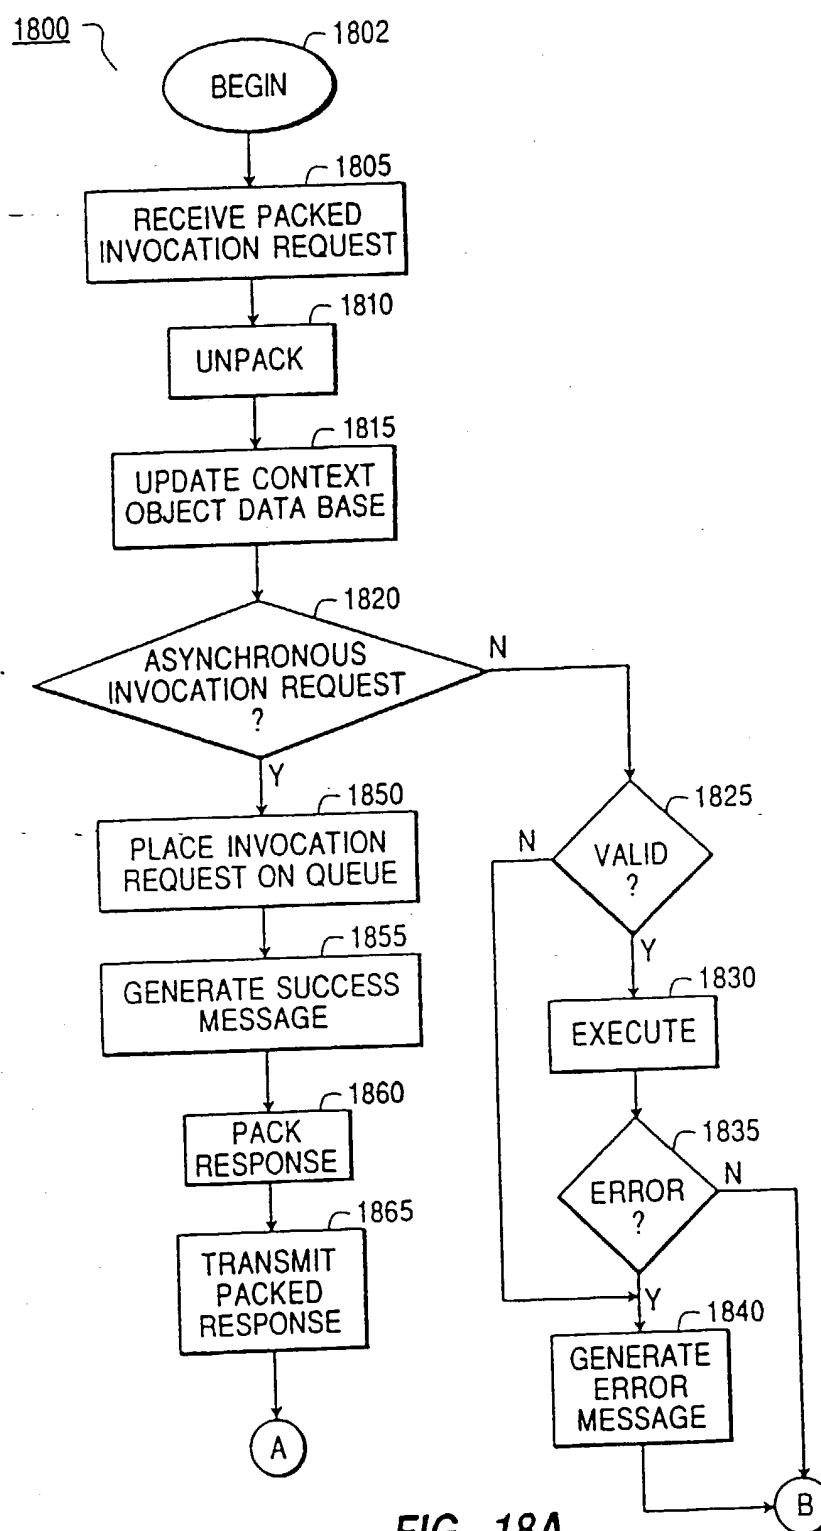 1800
1802
BEGIN
1805
RECEIVE PACKED
INVOCATION REQUEST
1810
UNPACK
1815
UPDATE CONTEXT
OBJECT DATA BASE
1820
ASYNCHRONOUS
INVOCATION REQUEST
?
N
Y
1850
PLACE INVOCATION
REQUEST ON QUEUE
1855
GENERATE SUCCESS
MESSAGE
1860
PACK
RESPONSE
1865
TRANSMIT
PACKED
RESPONSE
A
1825
VALID
?
N
Y
1830
EXECUTE
1835
ERROR
?
N
Y
1840
GENERATE
ERROR
MESSAGE
B
FIG. 18A